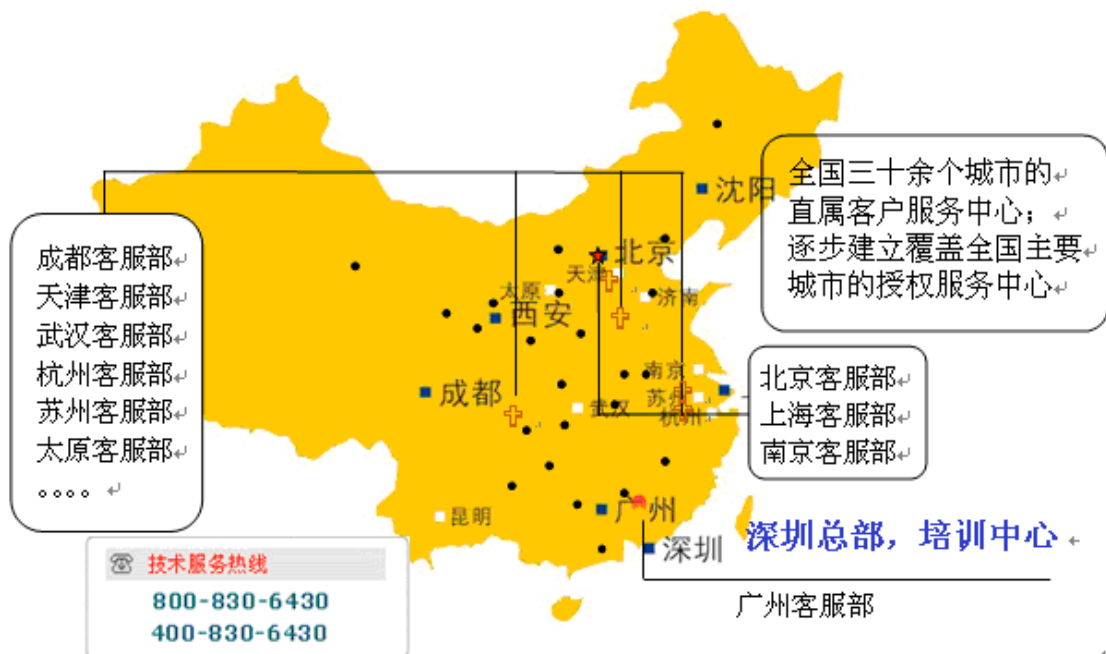 沈阳
全国三十余个城市的
直属客户服务中心；
逐步建立覆盖全国主要
城市的授权服务中心
成都客服部
天津客服部
武汉客服部
杭州客服部
苏州客服部
太原客服部
。。。。
北京
天津
太原
济南
西安
南京
苏州
杭州
成都
武汉
北京客服部
上海客服部
南京客服部
昆明
广州
深圳
深圳总部，培训中心
广州客服部
技术服务热线
800-830-6430
400-830-6430